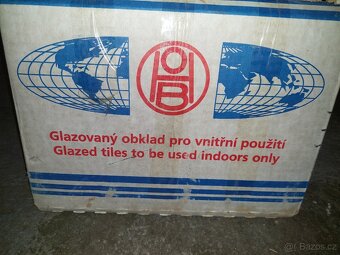 HOB
Glazovaný obklad pro vnitřní použití
Glazed tiles to be used indoors only
Bazos.cz